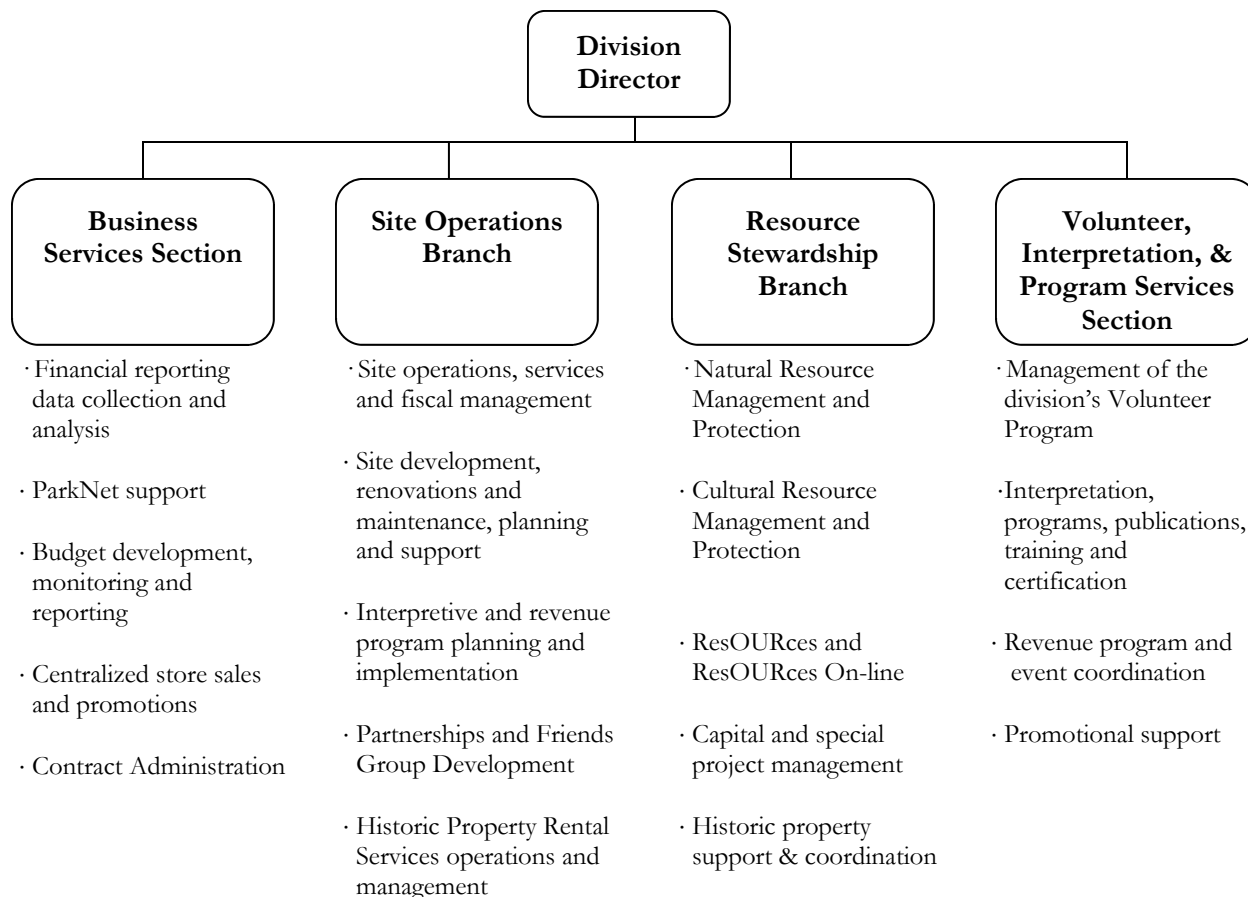 Division
Director
Business
Services Section
Site Operations
Branch
Resource
Stewardship
Branch
Volunteer,
Interpretation, &
Program Services
Section
· Financial reporting
data collection and
analysis
· ParkNet support
· Budget development,
monitoring and
reporting
· Centralized store sales
and promotions
· Contract Administration
· Site operations, services
and fiscal management
· Site development,
renovations and
maintenance, planning
and support
· Interpretive and revenue
program planning and
implementation
· Partnerships and Friends
Group Development
· Historic Property Rental
Services operations and
management
· Natural Resource
Management and
Protection
· Cultural Resource
Management and
Protection
· ResOURces and
ResOURces On-line
· Capital and special
project management
· Historic property
support & coordination
· Management of the
division’s Volunteer
Program
·Interpretation,
programs, publications,
training and
certification
· Revenue program and
event coordination
· Promotional support